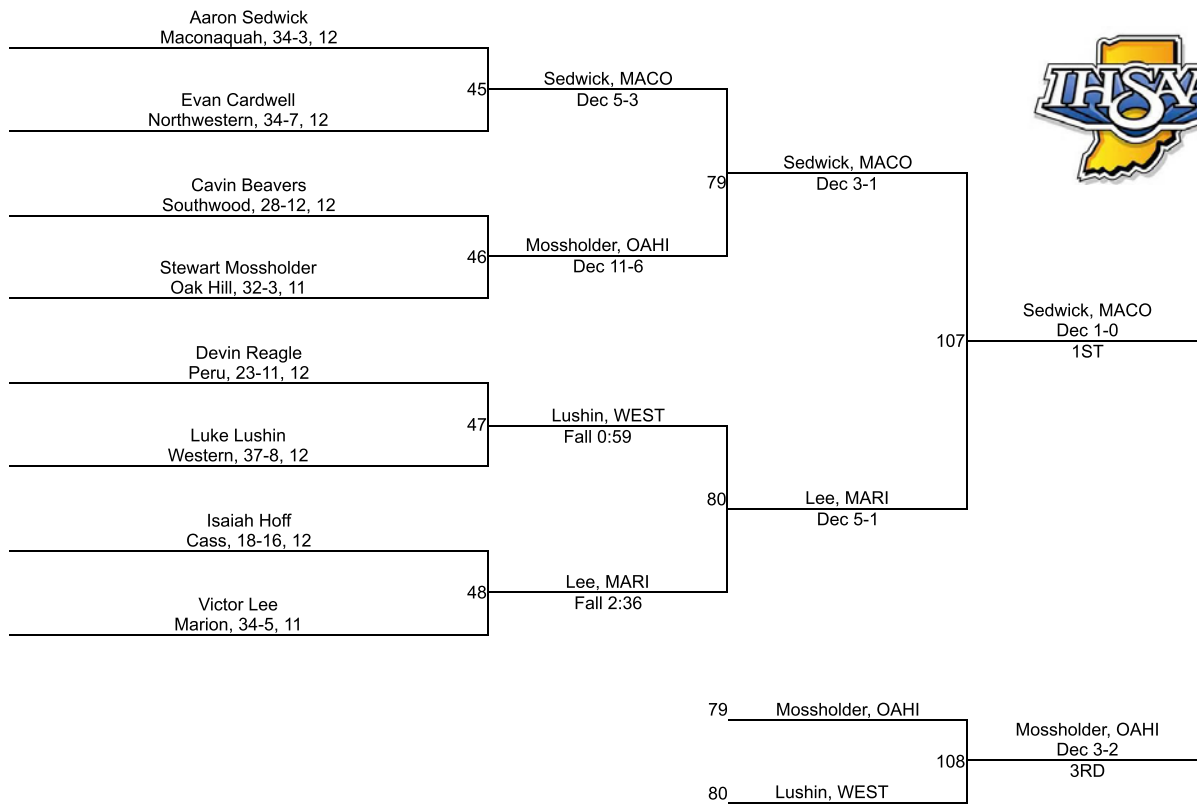 Aaron Sedwick
Maconaquah, 34-3, 12
45
Evan Cardwell
Northwestern, 34-7, 12
Sedwick, MACO
Dec 5-3
79
Cavin Beavers
Southwood, 28-12, 12
46
Stewart Mossholder
Oak Hill, 32-3, 11
Mossholder, OAHI
Dec 11-6
Sedwick, MACO
Dec 3-1
IHSAA
107
Sedwick, MACO
Dec 1-0
1ST
Devin Reagle
Peru, 23-11, 12
47
Luke Lushin
Western, 37-8, 12
Lushin, WEST
Fall 0:59
80
Lee, MARI
Dec 5-1
Isaiah Hoff
Cass, 18-16, 12
48
Victor Lee
Marion, 34-5, 11
Lee, MARI
Fall 2:36
79
Mossholder, OAHI
108
80
Lushin, WEST
Mossholder, OAHI
Dec 3-2
3RD